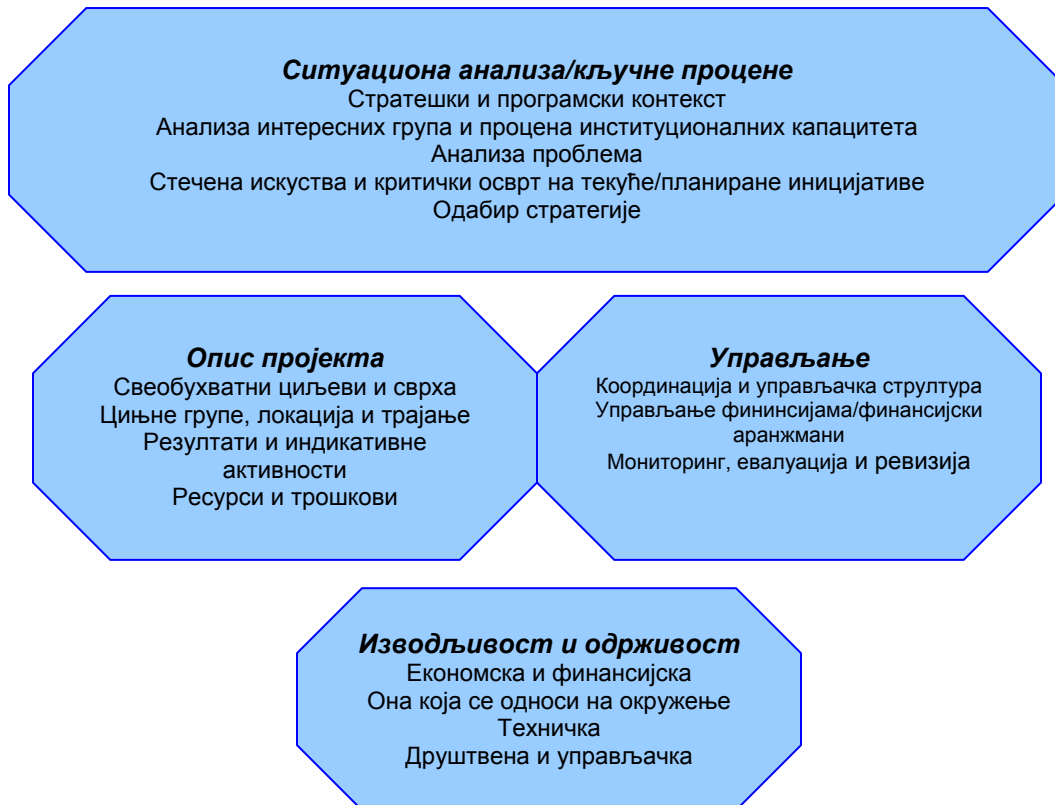 Ситуациона анализа/кључне процене
Стратешки и програмски контекст
Анализа интересних група и процена институционалних капацитета
Анализа проблема
Стечена искуства и критички осврт на текуће/планиране иницијативе
Одабир стратегије
Опис пројекта
Свеобухватни циљеви и сврха
Цињне групе, локација и трајање
Резултати и индикативне
активности
Ресурси и трошкови
Управљање
Координација и управљачка стрултура
Управљање фининсијама/финансијски
аранжмани
Мониторинг, евалуација и ревизија
Изводљивост и одрживост
Економска и финансијска
Она која се односи на окружење
Техничка
Друштвена и управљачка